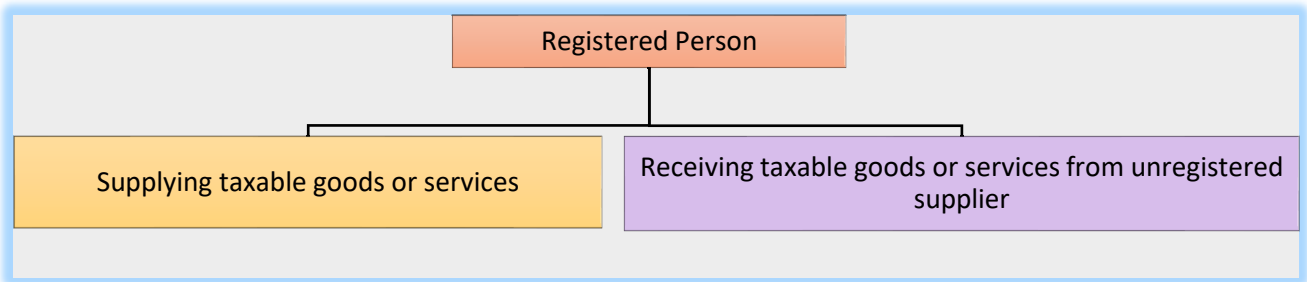 Registered Person
Supplying taxable goods or services
Receiving taxable goods or services from unregistered
supplier